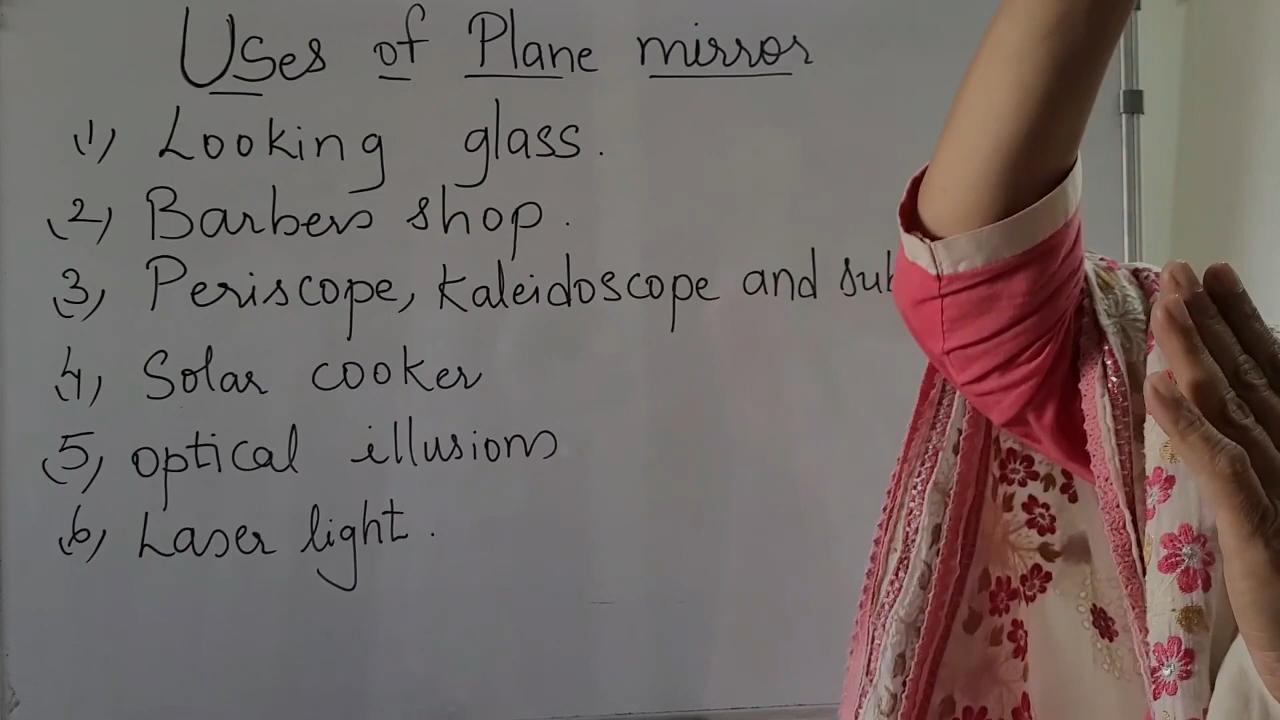 Uses of Plane mirror
(1) Looking glass.
(2) Barbers shop.
(3) Periscope, Kaleidoscope and
(4) Solar cooker
(5) optical illusions
(6) Laser light.